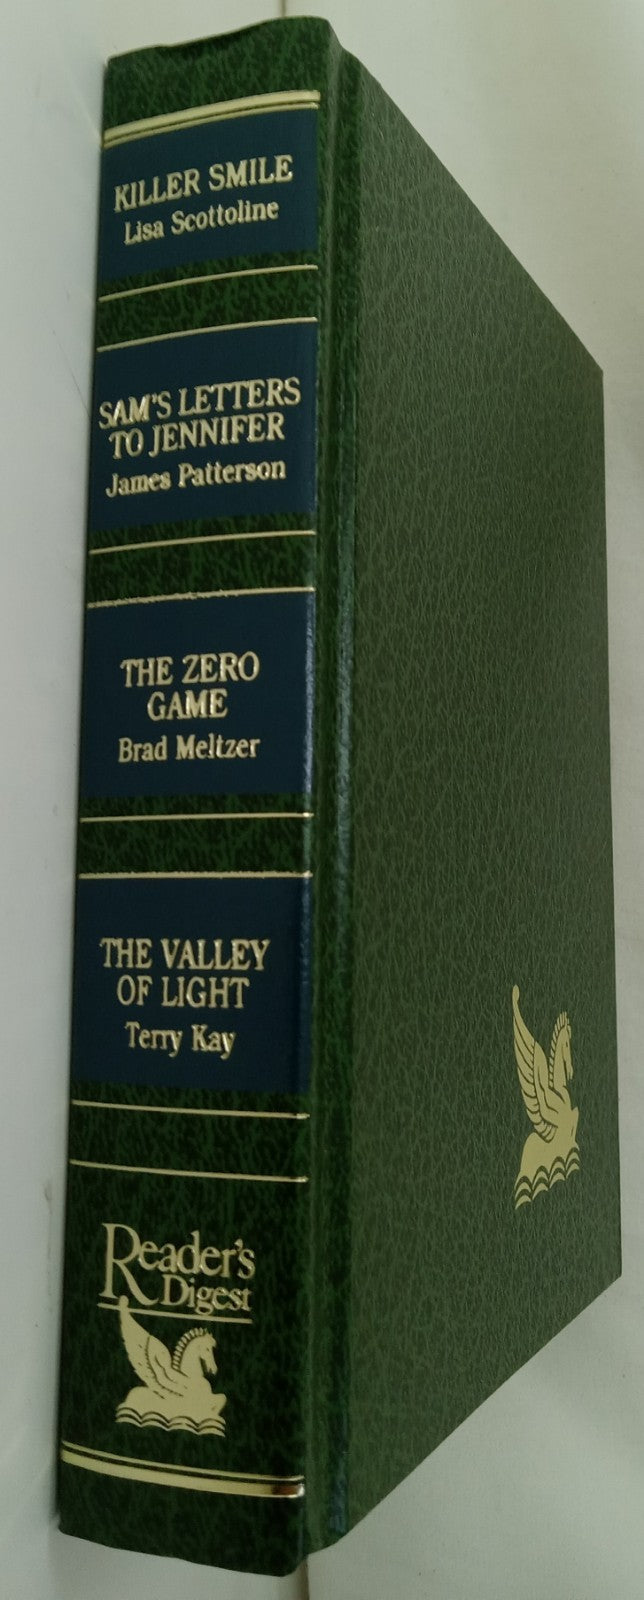 KILLER SMILE
Lisa Scottoline
SAM'S LETTERS
TO JENNIFER
James Patterson
THE ZERO
GAME
Brad Meltzer
THE VALLEY
OF LIGHT
Terry Kay
Reader's
Digest